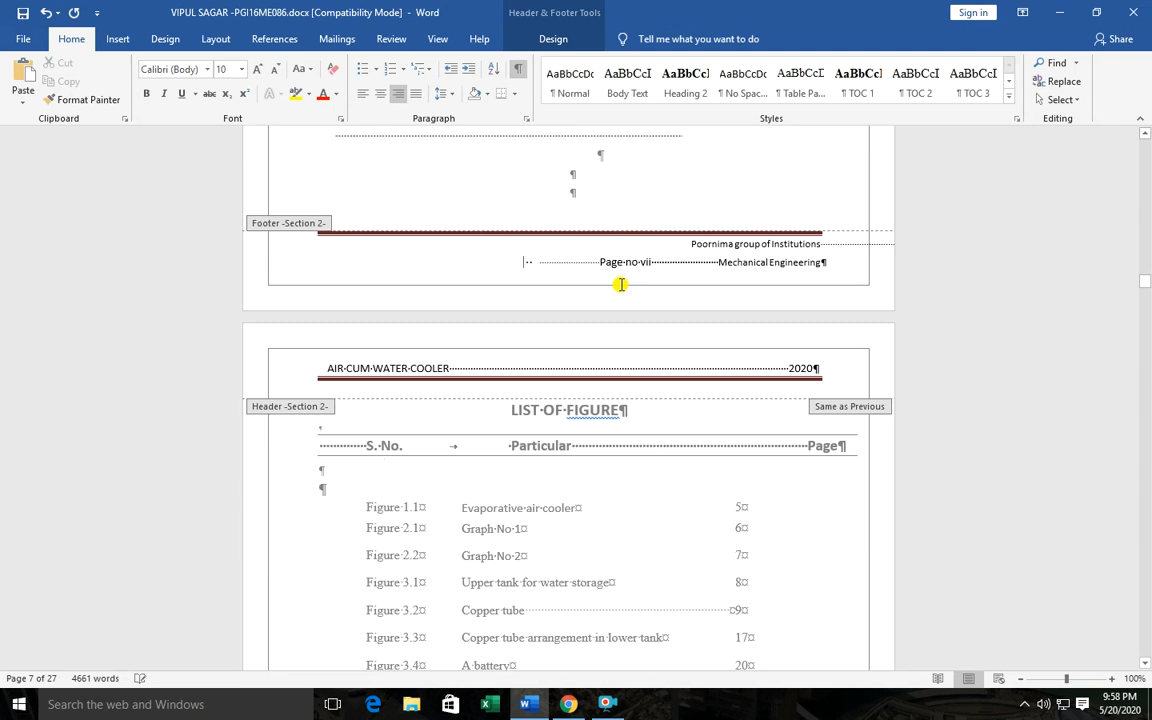 VIPUL SAGAR -PGI16ME086.docx [Compatibility Mode] - Word
Header & Footer Tools
Sign in
File Home Insert Design Layout References Mailings Review View Help Design Tell me what you want to do Share
Paste
Cut
Copy
Format Painter
Clipboard
Calibri (Body) 10
Font
Paragraph
AaBbCcDc AaBbCcI AaBbCcl AaBbCcDc AaBbCcI AaBbCcI AaBbCcI AaBbCcI
¶ Normal Body Text Heading 2 ¶ No Spac... ¶ Table Pa... ¶ TOC 1 ¶ TOC 2 ¶ TOC 3
Styles
Find
Replace
Select
Editing
¶
¶
¶
Footer -Section 2-
Poornima group of Institutions
Page·no·vii Mechanical Engineering¶
AIR·CUM·WATER·COOLER 2020¶
Header -Section 2-
Same as Previous
LIST·OF·FIGURE¶
¶
S.·No. → ·Particular Page¶
¶
¶
Figure·1.1¤ Evaporative·air·cooler¤ 5¤
Figure·2.1¤ Graph·No·1¤ 6¤
Figure·2.2¤ Graph·No·2¤ 7¤
Figure·3.1¤ Upper·tank·for·water·storage¤ 8¤
Figure·3.2¤ Copper·tube ¤9¤
Figure·3.3¤ Copper·tube·arrangement·in·lower·tank¤ 17¤
Figure·3.4¤ A·battery¤ 20¤
Page 7 of 27 4661 words 100%
Search the web and Windows
9:58 PM
5/20/2020